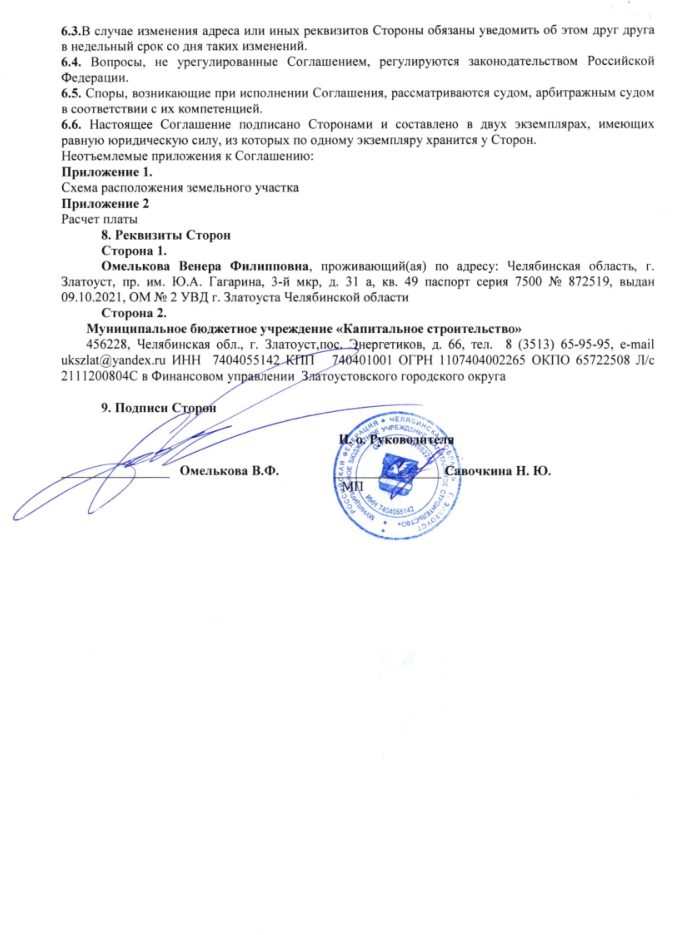 6.3.В случае изменения адреса или иных реквизитов Стороны обязаны уведомить об этом друг друга
в недельный срок со дня таких изменений.
6.4. Вопросы, не урегулированные Соглашением, регулируются законодательством Российской
Федерации.
6.5. Споры, возникающие при исполнении Соглашения, рассматриваются судом, арбитражным судом
в соответствии с их компетенцией.
6.6. Настоящее Соглашение подписано Сторонами и составлено в двух экземплярах, имеющих
равную юридическую силу, из которых по одному экземпляру хранится у Сторон.
Неотъемлемые приложения к Соглашению:
Приложение 1.
Схема расположения земельного участка
Приложение 2
Расчет платы
8. Реквизиты Сторон
Сторона 1.
Омелькова Венера Филипповна, проживающий(ая) по адресу: Челябинская область, г.
Златоуст, пр. им. Ю.А. Гагарина, 3-й мкр, д. 31 а, кв. 49 паспорт серия 7500 № 872519, выдан
09.10.2021, ОМ № 2 УВД г. Златоуста Челябинской области
Сторона 2.
Муниципальное бюджетное учреждение «Капитальное строительство»
456228, Челябинская обл., г. Златоуст,пос. Энергетиков, д. 66, тел. 8 (3513) 65-95-95, e-mail
ukszlat@yandex.ru ИНН 7404055142 КПП 740401001 ОГРН 1107404002265 ОКПО 65722508 Л/с
2111200804С в Финансовом управлении Златоустовского городского округа
9. Подписи Сторон
И. о. Руководителя
Омелькова В.Ф. Савочкина Н. Ю.
МП
РОССИЙСКАЯ ФЕДЕРАЦИЯ ЧЕЛЯБИНСКАЯ ОБЛАСТЬ г. ЗЛАТОУСТ
ИНН 7404055142